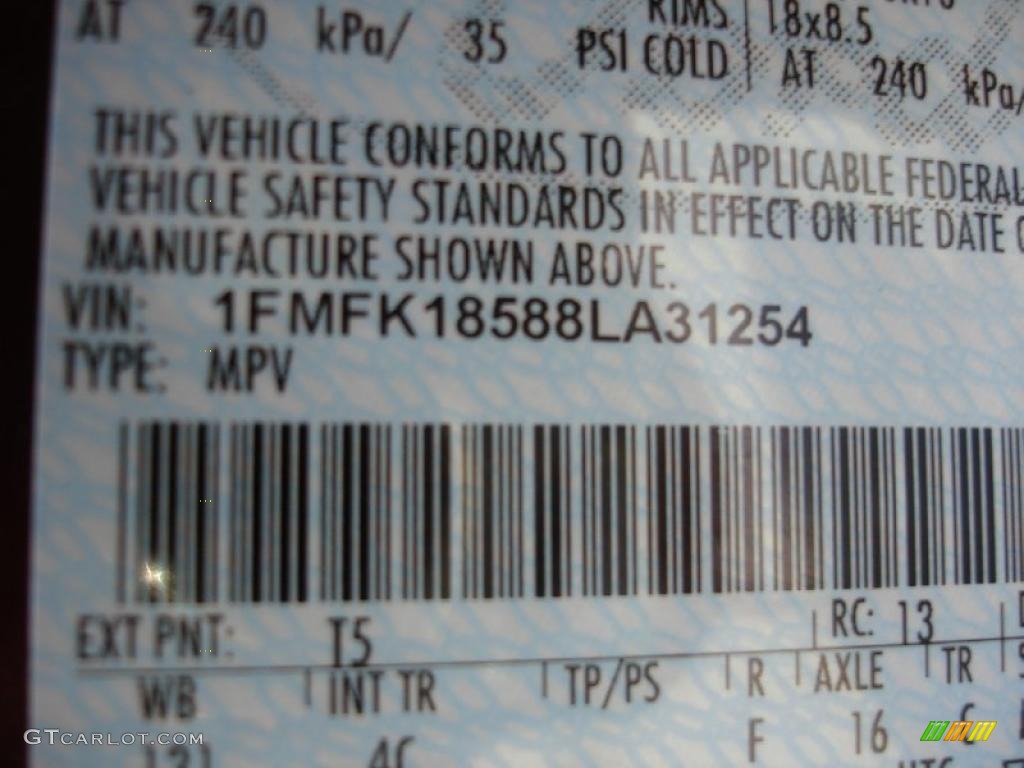 AT 240 kPa/ 35 PSI COLD
RIMS 18x8.5
AT 240 kPa/
THIS VEHICLE CONFORMS TO ALL APPLICABLE FEDERAL
VEHICLE SAFETY STANDARDS IN EFFECT ON THE DATE
MANUFACTURE SHOWN ABOVE.
VIN: 1FMFK18588LA31254
TYPE: MPV
EXT PNT: T5 RC: 13
WB INT TR TP/PS R AXLE TR
131 4C F 16 C
GTCARLOT.COM